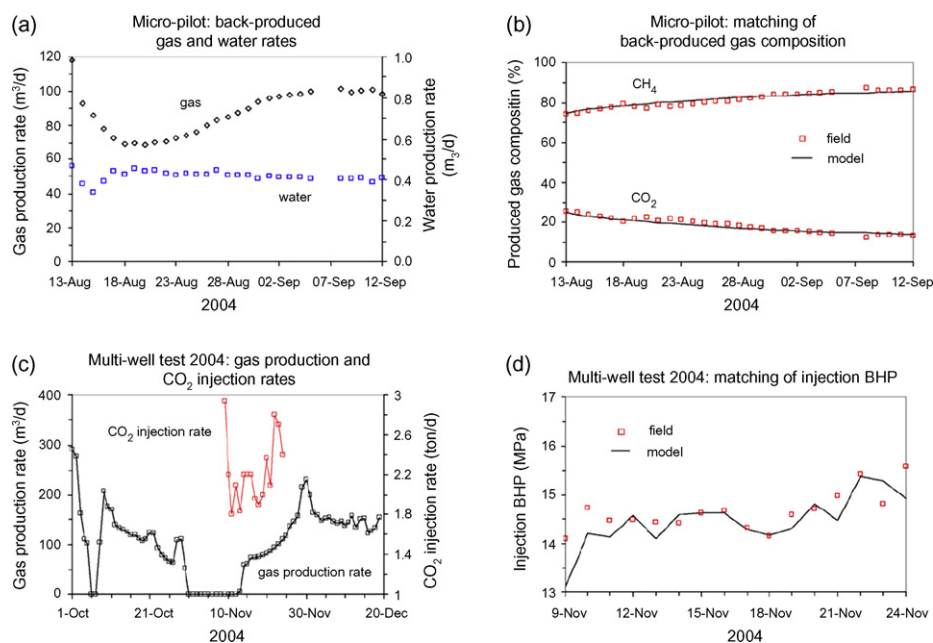 (a)
Micro-pilot: back-produced
gas and water rates
Gas production rate (m³/d)
120
100
80
60
40
20
0
gas
water
1.0
0.8
0.6
0.4
0.2
0.0
Water production rate
(m₃/d)
13-Aug 18-Aug 23-Aug 28-Aug 02-Sep 07-Sep 12-Sep
2004
(b)
Micro-pilot: matching of
back-produced gas composition
Produced gas compositin (%)
100
80
60
40
20
0
CH₄
field
model
CO₂
13-Aug 18-Aug 23-Aug 28-Aug 02-Sep 07-Sep 12-Sep
2004
(c)
Multi-well test 2004: gas production and
CO₂ injection rates
Gas production rate (m³/d)
400
350
300
250
200
150
100
50
0
CO₂ injection rate
gas production rate
3
2.6
2.2
1.8
1.4
1
CO₂ injection rate (ton/d)
1-Oct 21-Oct 10-Nov 30-Nov 20-Dec
2004
(d)
Multi-well test 2004: matching of injection BHP
Injection BHP (MPa)
17
16
15
14
13
field
model
9-Nov 12-Nov 15-Nov 18-Nov 21-Nov 24-Nov
2004